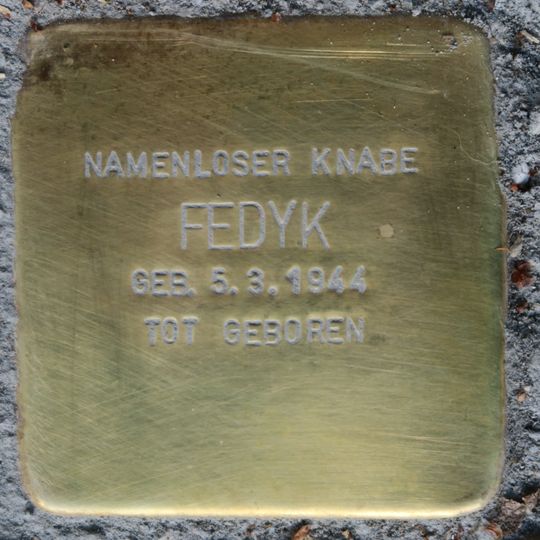 NAMENLOSER KNABE
FEDYK
GEB. 5.3.1944
TOT GEBOREN